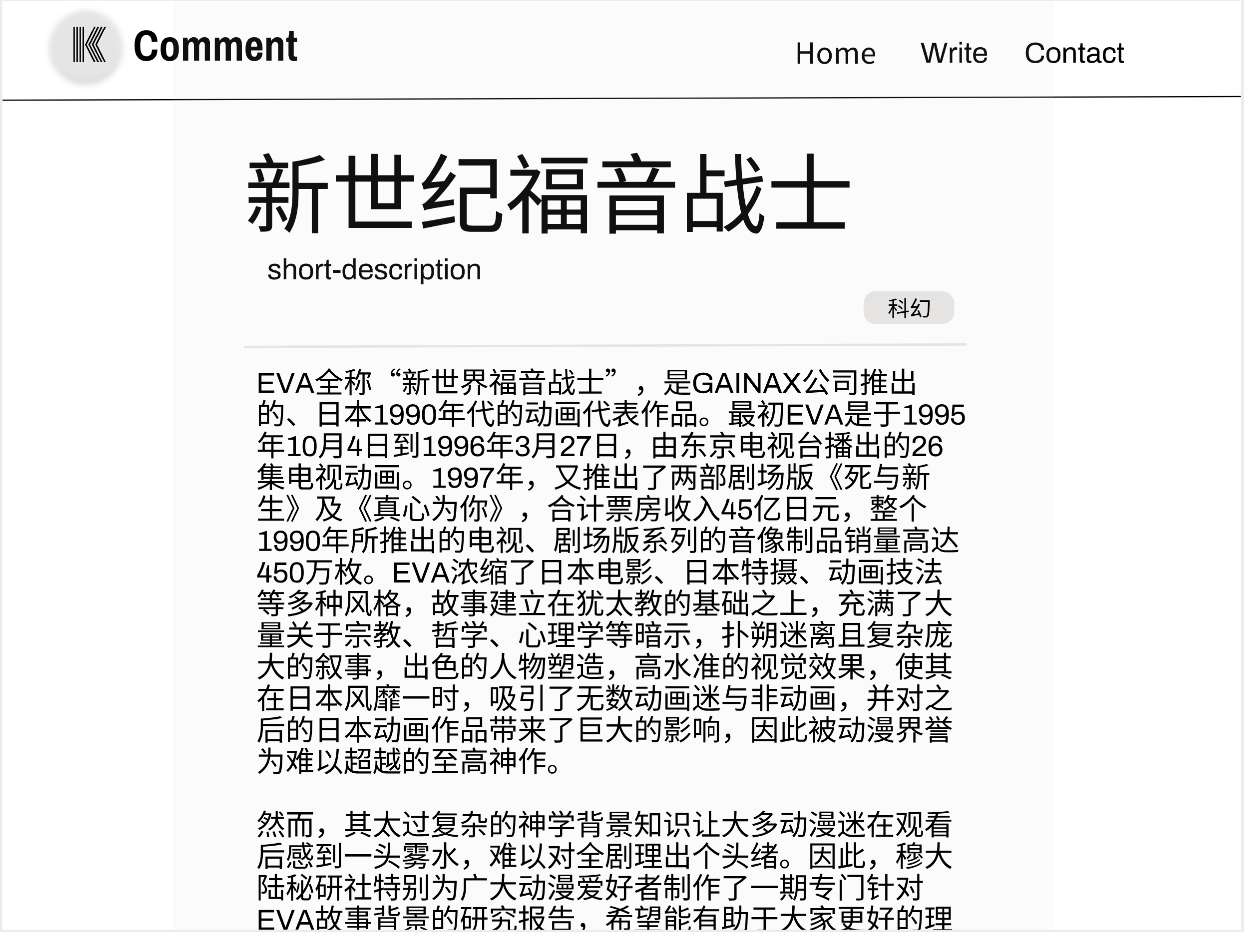 K Comment
Home Write Contact
新世纪福音战士
short-description
科幻
EVA全称“新世界福音战士”，是GAINAX公司推出
的、日本1990年代的动画代表作品。最初EVA是于1995
年10月4日到1996年3月27日，由东京电视台播出的26
集电视动画。1997年，又推出了两部剧场版《死与新
生》及《真心为你》，合计票房收入45亿日元，整个
1990年所推出的电视、剧场版系列的音像制品销量高达
450万枚。EVA浓缩了日本电影、日本特摄、动画技法
等多种风格，故事建立在犹太教的基础之上，充满了大
量关于宗教、哲学、心理学等暗示，扑朔迷离且复杂庞
大的叙事，出色的人物塑造，高水准的视觉效果，使其
在日本风靡一时，吸引了无数动画迷与非动画，并对之
后的日本动画作品带来了巨大的影响，因此被动漫界誉
为难以超越的至高神作。
然而，其太过复杂的神学背景知识让大多动漫迷在观看
后感到一头雾水，难以对全剧理出个头绪。因此，穆大
陆秘研社特别为广大动漫爱好者制作了一期专门针对
EVA故事背景的研究报告，希望能有助于大家更好的理